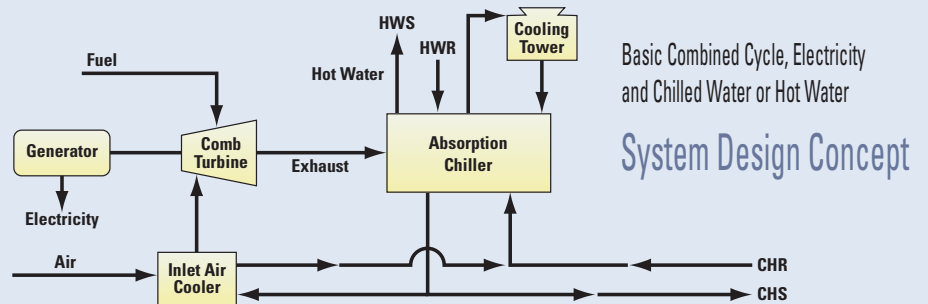 HWS
Cooling
Tower
HWR
Fuel
Hot Water
Basic Combined Cycle, Electricity
and Chilled Water or Hot Water
System Design Concept
Generator
Comb
Turbine
Exhaust
Absorption
Chiller
Electricity
Air
Inlet Air
Cooler
CHR
CHS